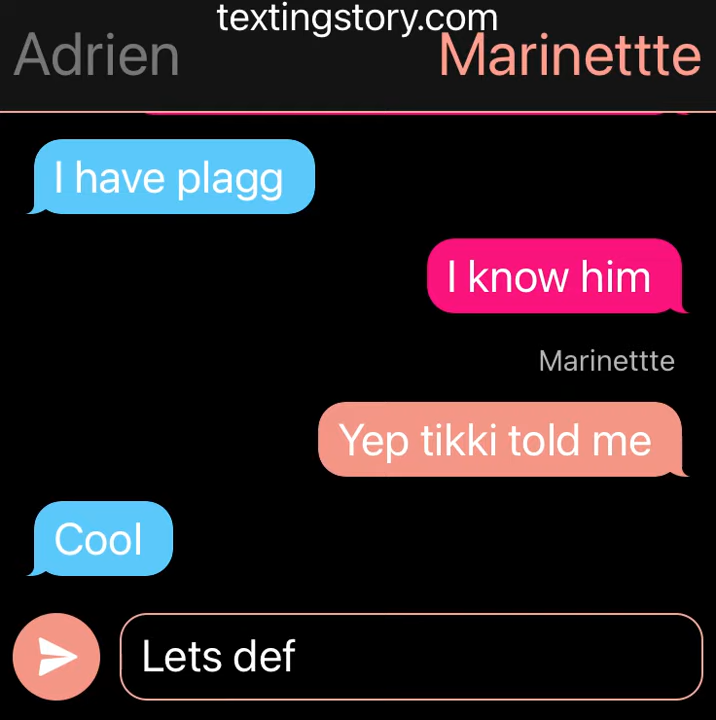 textingstory.com
Adrien
Marinettte
I have plagg
I know him
Marinettte
Yep tikki told me
Cool
Lets def